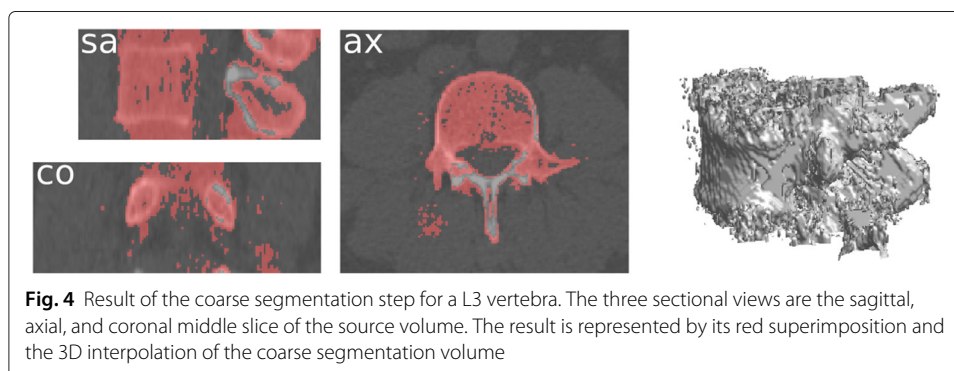 sa
ax
co
Fig. 4 Result of the coarse segmentation step for a L3 vertebra. The three sectional views are the sagittal,
axial, and coronal middle slice of the source volume. The result is represented by its red superimposition and
the 3D interpolation of the coarse segmentation volume